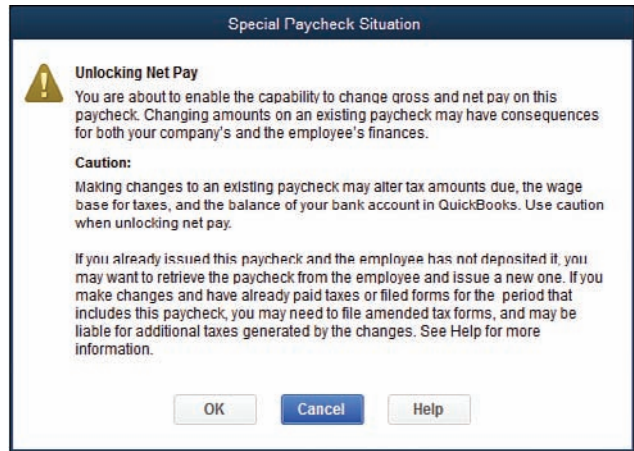 Special Paycheck Situation
Unlocking Net Pay
You are about to enable the capability to change gross and net pay on this
paycheck. Changing amounts on an existing paycheck may have consequences
for both your company's and the employee's finances.
Caution:
Making changes to an existing paycheck may alter tax amounts due, the wage
base for taxes, and the balance of your bank account in QuickBooks. Use caution
when unlocking net pay.
If you already issued this paycheck and the employee has not deposited it, you
may want to retrieve the paycheck from the employee and issue a new one. If you
make changes and have already paid taxes or filed forms for the period that
includes this paycheck, you may need to file amended tax forms, and may be
liable for additional taxes generated by the changes. See Help for more
information.
OK Cancel Help